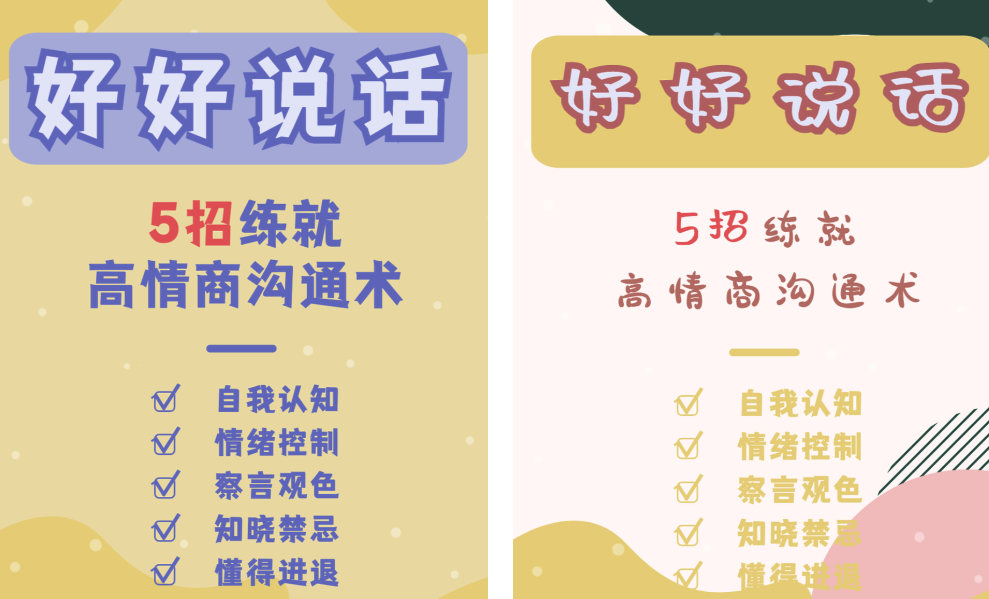 好好说话
5招练就
高情商沟通术
自我认知
情绪控制
察言观色
知晓禁忌
懂得进退
好好说话
5招练就
高情商沟通术
自我认知
情绪控制
察言观色
知晓禁忌
懂得进退